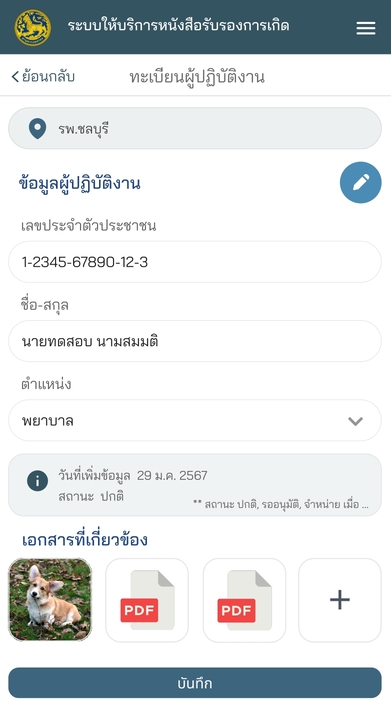 ระบบให้บริการหนังสือรับรองการเกิด
ย้อนกลับ
ทะเบียนผู้ปฏิบัติงาน
รพ.ชลบุรี
ข้อมูลผู้ปฏิบัติงาน
เลขประจำตัวประชาชน
1-2345-67890-12-3
ชื่อ-สกุล
นายทดสอบ นามสมมติ
ตำแหน่ง
พยาบาล
วันที่เพิ่มข้อมูล 29 ม.ค. 2567
สถานะ ปกติ
** สถานะ ปกติ, รออนุมัติ, จำหน่าย เมื่อ ...
เอกสารที่เกี่ยวข้อง
PDF
PDF
บันทึก